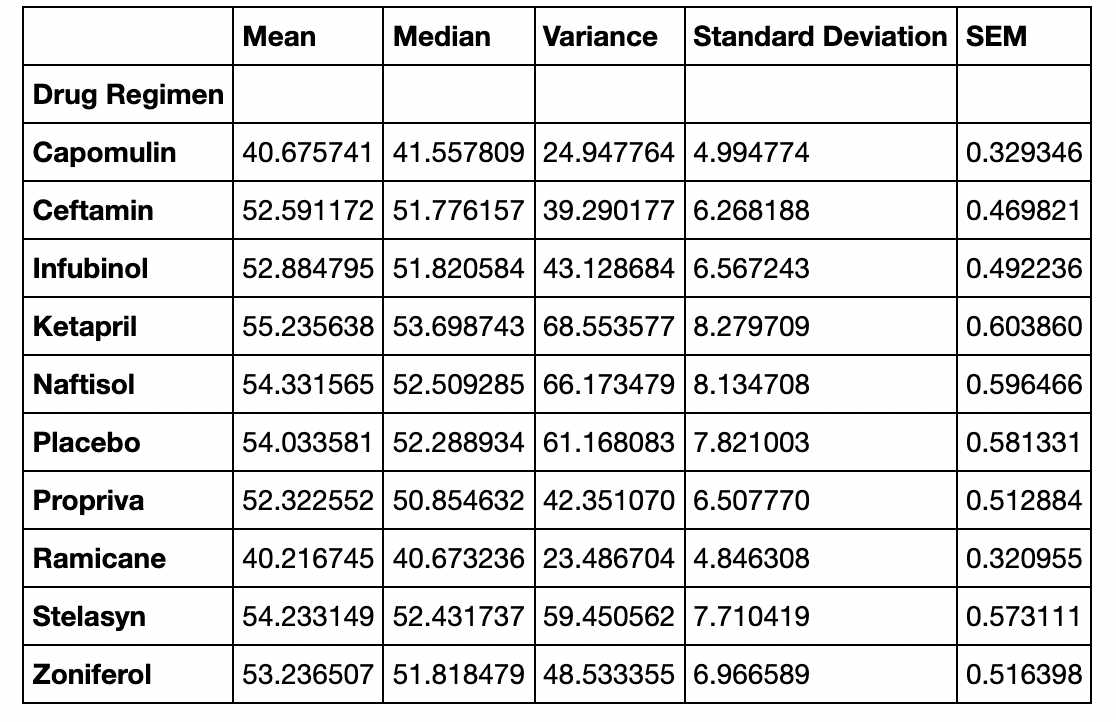 Mean Median Variance Standard Deviation SEM
Drug Regimen
Capomulin 40.675741 41.557809 24.947764 4.994774 0.329346
Ceftamin 52.591172 51.776157 39.290177 6.268188 0.469821
Infubinol 52.884795 51.820584 43.128684 6.567243 0.492236
Ketapril 55.235638 53.698743 68.553577 8.279709 0.603860
Naftisol 54.331565 52.509285 66.173479 8.134708 0.596466
Placebo 54.033581 52.288934 61.168083 7.821003 0.581331
Propriva 52.322552 50.854632 42.351070 6.507770 0.512884
Ramicane 40.216745 40.673236 23.486704 4.846308 0.320955
Stelasyn 54.233149 52.431737 59.450562 7.710419 0.573111
Zoniferol 53.236507 51.818479 48.533355 6.966589 0.516398